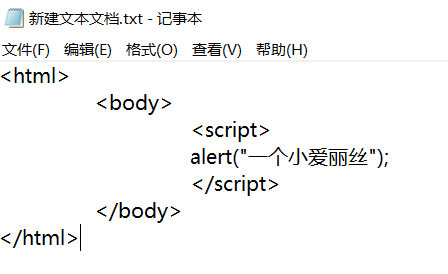 新建文本文档.txt - 记事本
文件(F) 编辑(E) 格式(O) 查看(V) 帮助(H)
<html>
<body>
<script>
alert("一个小爱丽丝");
</script>
</body>
</html>